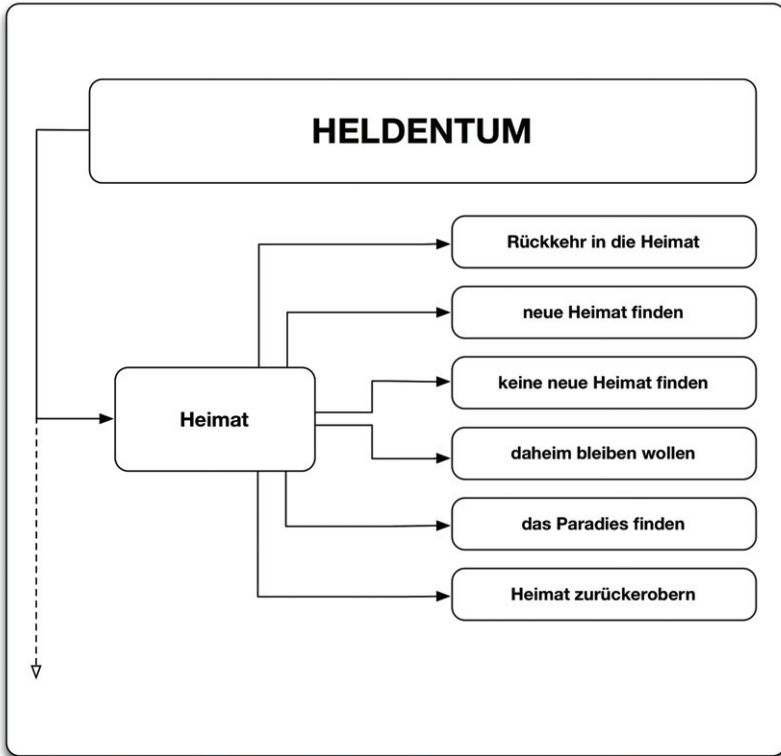 HELDENTUM
Rückkehr in die Heimat
neue Heimat finden
keine neue Heimat finden
Heimat
daheim bleiben wollen
das Paradies finden
Heimat zurückerobern